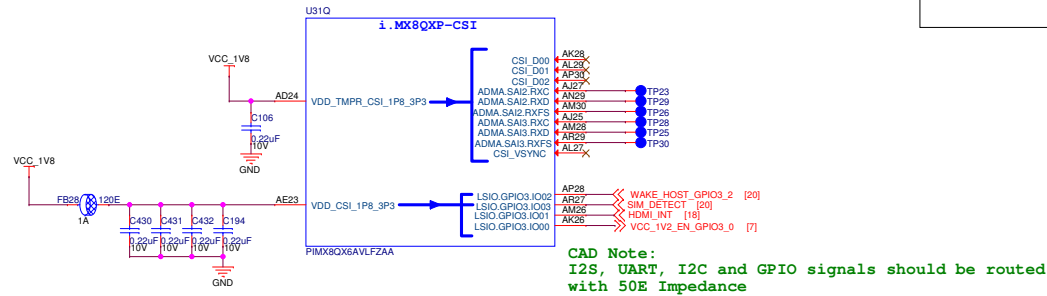 U31Q
i.MX8QXP-CSI
VCC_1V8
AD24
VDD_TMPR_CSI_1P8_3P3
C106
0.22uF
10V
GND
CSI_D00
AK28
CSI_D01
AL29
CSI_D02
AP30
ADMA.SAI2.RXC
AJ27
TP23
ADMA.SAI2.RXD
AN29
TP29
ADMA.SAI2.RXFS
AM30
TP26
ADMA.SAI3.RXC
AJ25
TP28
ADMA.SAI3.RXD
AM28
TP25
ADMA.SAI3.RXFS
AR29
TP30
CSI_VSYNC
AL27
VCC_1V8
FB28
120E
1A
AE23
VDD_CSI_1P8_3P3
C430
0.22uF
10V
C431
0.22uF
10V
C432
0.22uF
10V
C194
0.22uF
10V
GND
LSIO.GPIO3.IO02
AP28
WAKE_HOST_GPIO3_2 [20]
LSIO.GPIO3.IO03
AR27
SIM_DETECT [20]
LSIO.GPIO3.IO01
AM26
HDMI_INT [18]
LSIO.GPIO3.IO00
AK26
VCC_1V2_EN_GPIO3_0 [7]
PIMX8QX6AVLFZAA
CAD Note:
I2S, UART, I2C and GPIO signals should be routed
with 50E Impedance